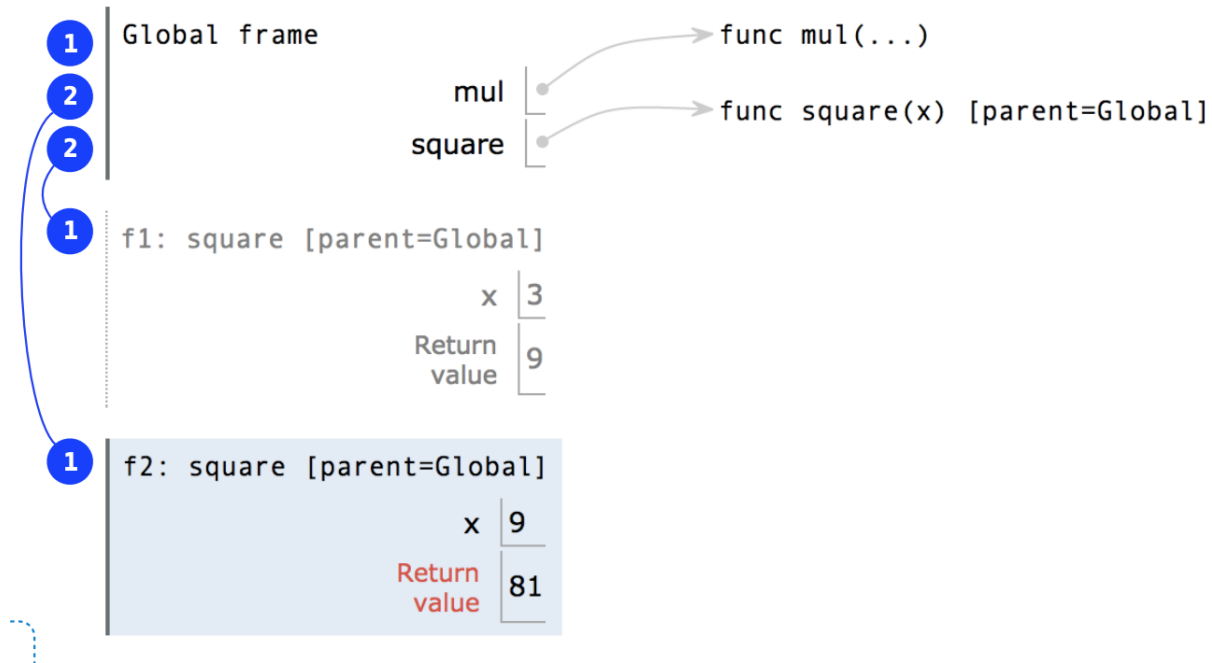 1
Global frame
func mul(...)
2
mul
func square(x) [parent=Global]
2
square
1
f1: square [parent=Global]
x 3
Return
value
9
1
f2: square [parent=Global]
x 9
Return
value
81